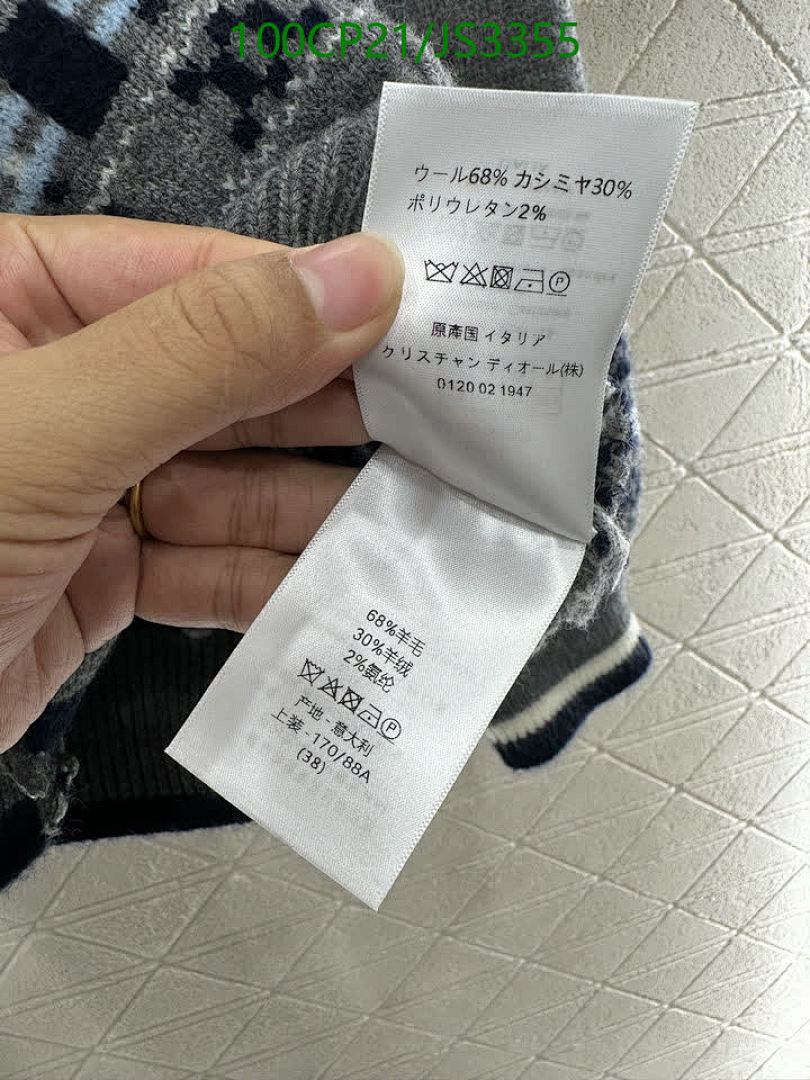 100CP21/JS3355
ウール68% カシミヤ30%
ポリウレタン2%
原産国 イタリア
クリスチャン ディオール(株)
0120 02 1947
68%羊毛
30%羊绒
2%氨纶
产地 - 意大利
上装 - 170/88A
(38)